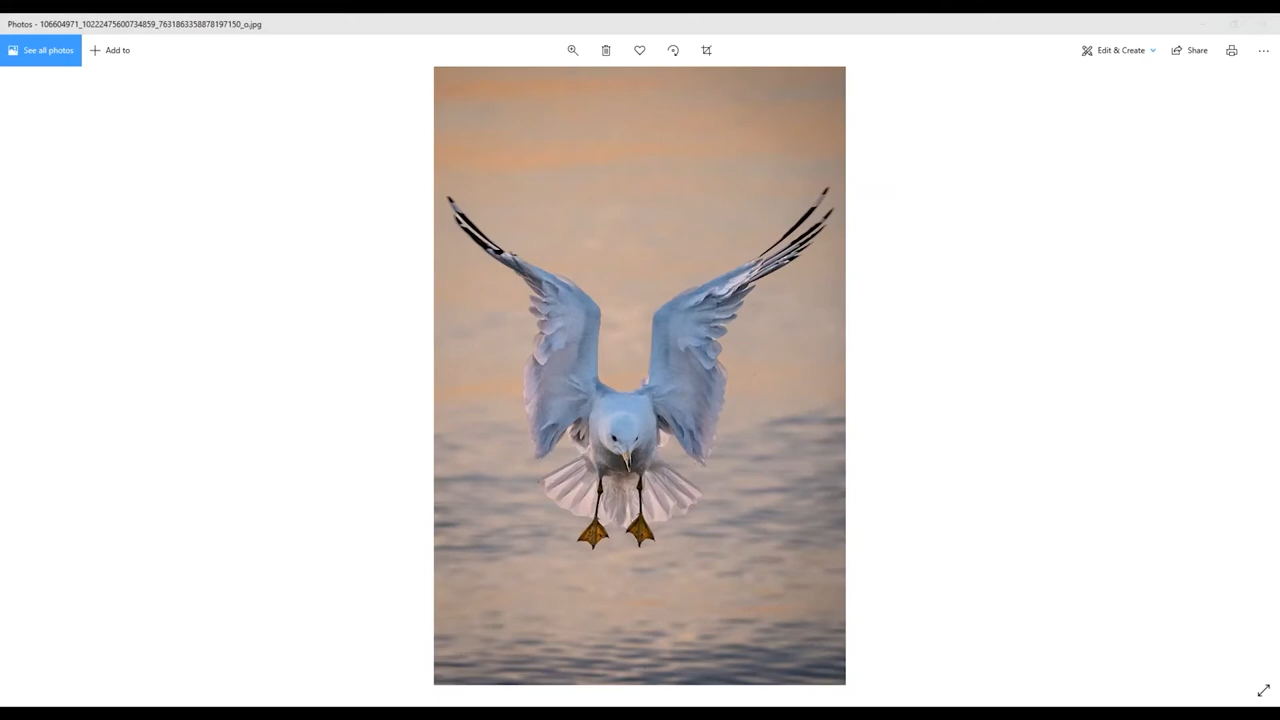 Photos - 106604971_10222475600734859_7631863358878197150_o.jpg
See all photos
Add to
Edit & Create
Share